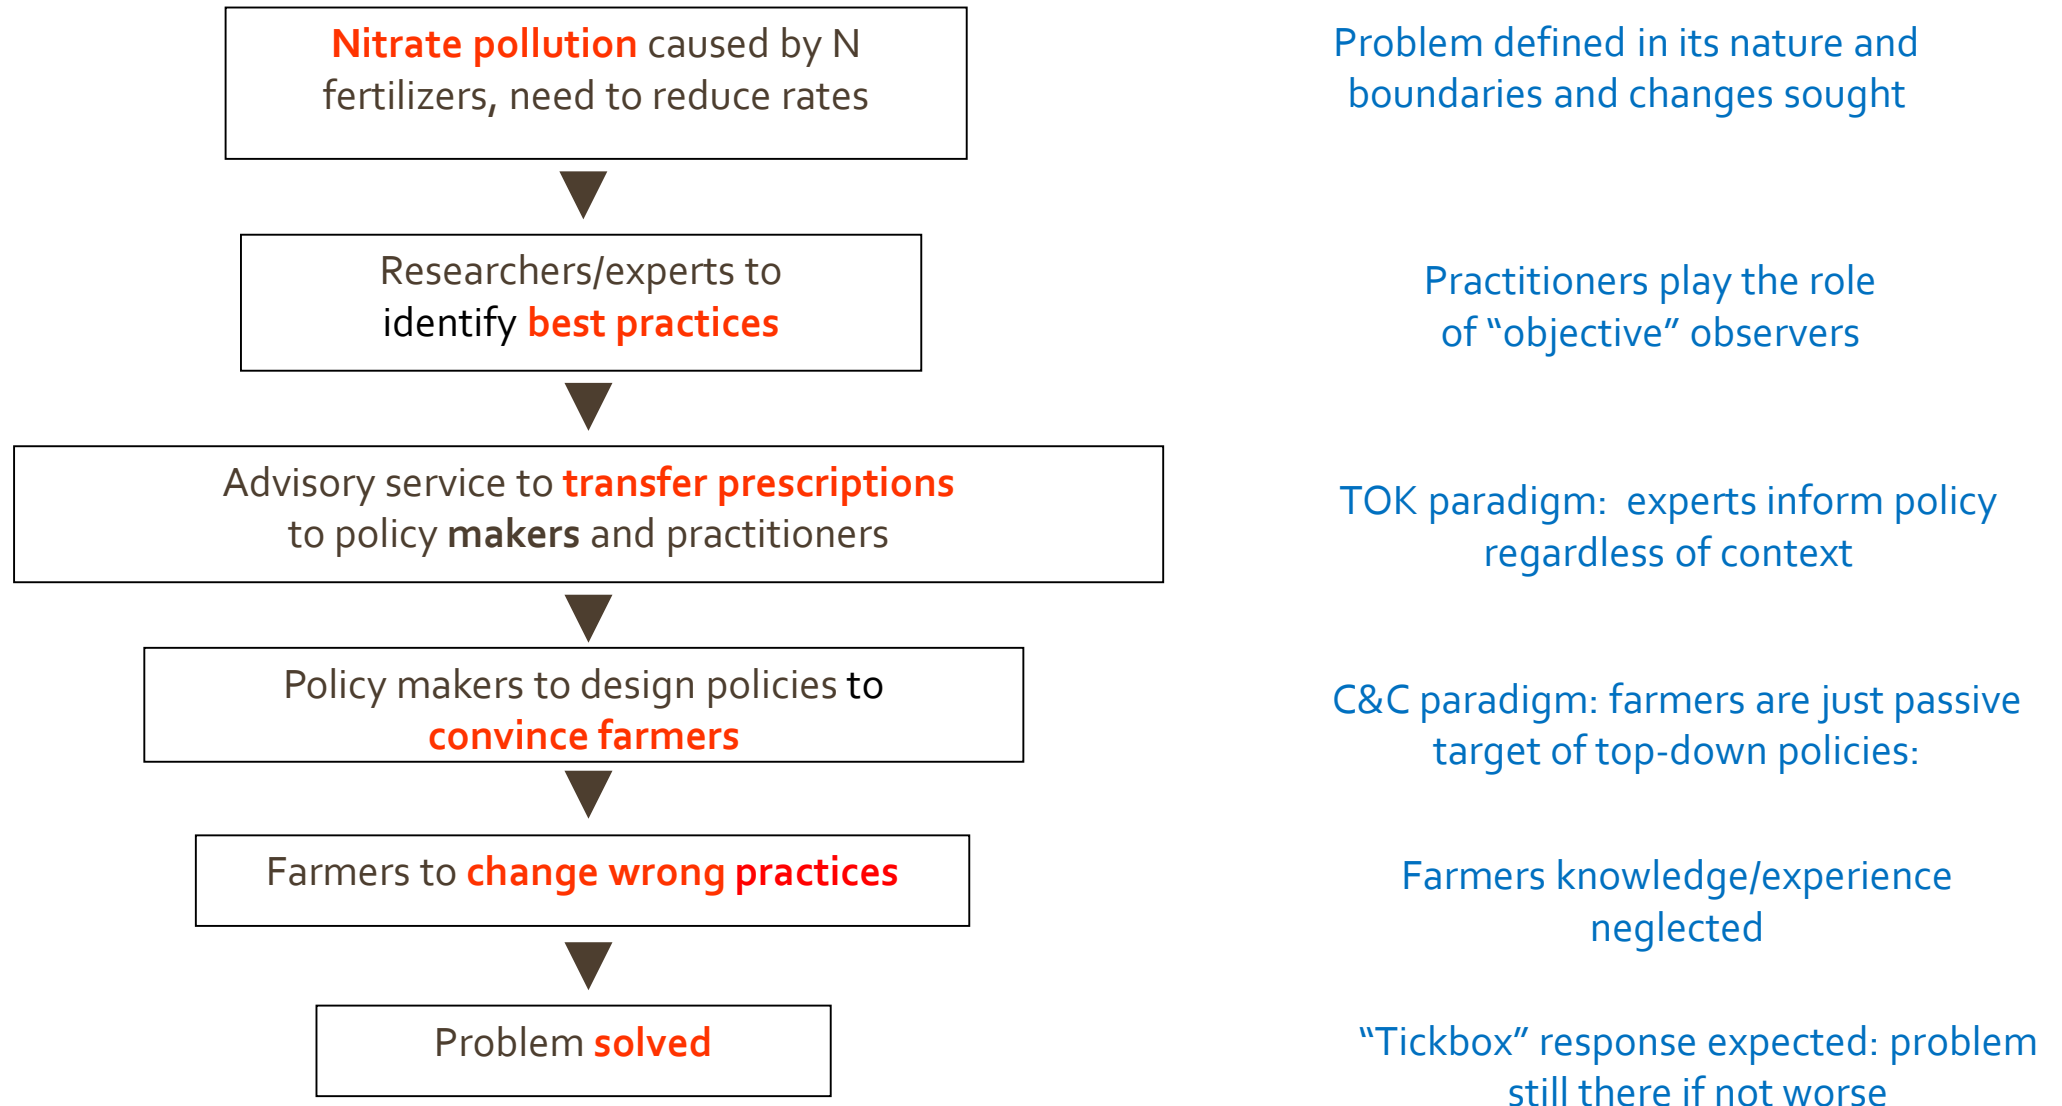 Nitrate pollution caused by N
fertilizers, need to reduce rates
Problem defined in its nature and
boundaries and changes sought
Researchers/experts to
identify best practices
Practitioners play the role
of “objective” observers
Advisory service to transfer prescriptions
to policy makers and practitioners
TOK paradigm:  experts inform policy
regardless of context
Policy makers to design policies to
convince farmers
C&C paradigm: farmers are just passive
target of top-down policies:
Farmers to change wrong practices
Farmers knowledge/experience
neglected
Problem solved
“Tickbox” response expected: problem
still there if not worse